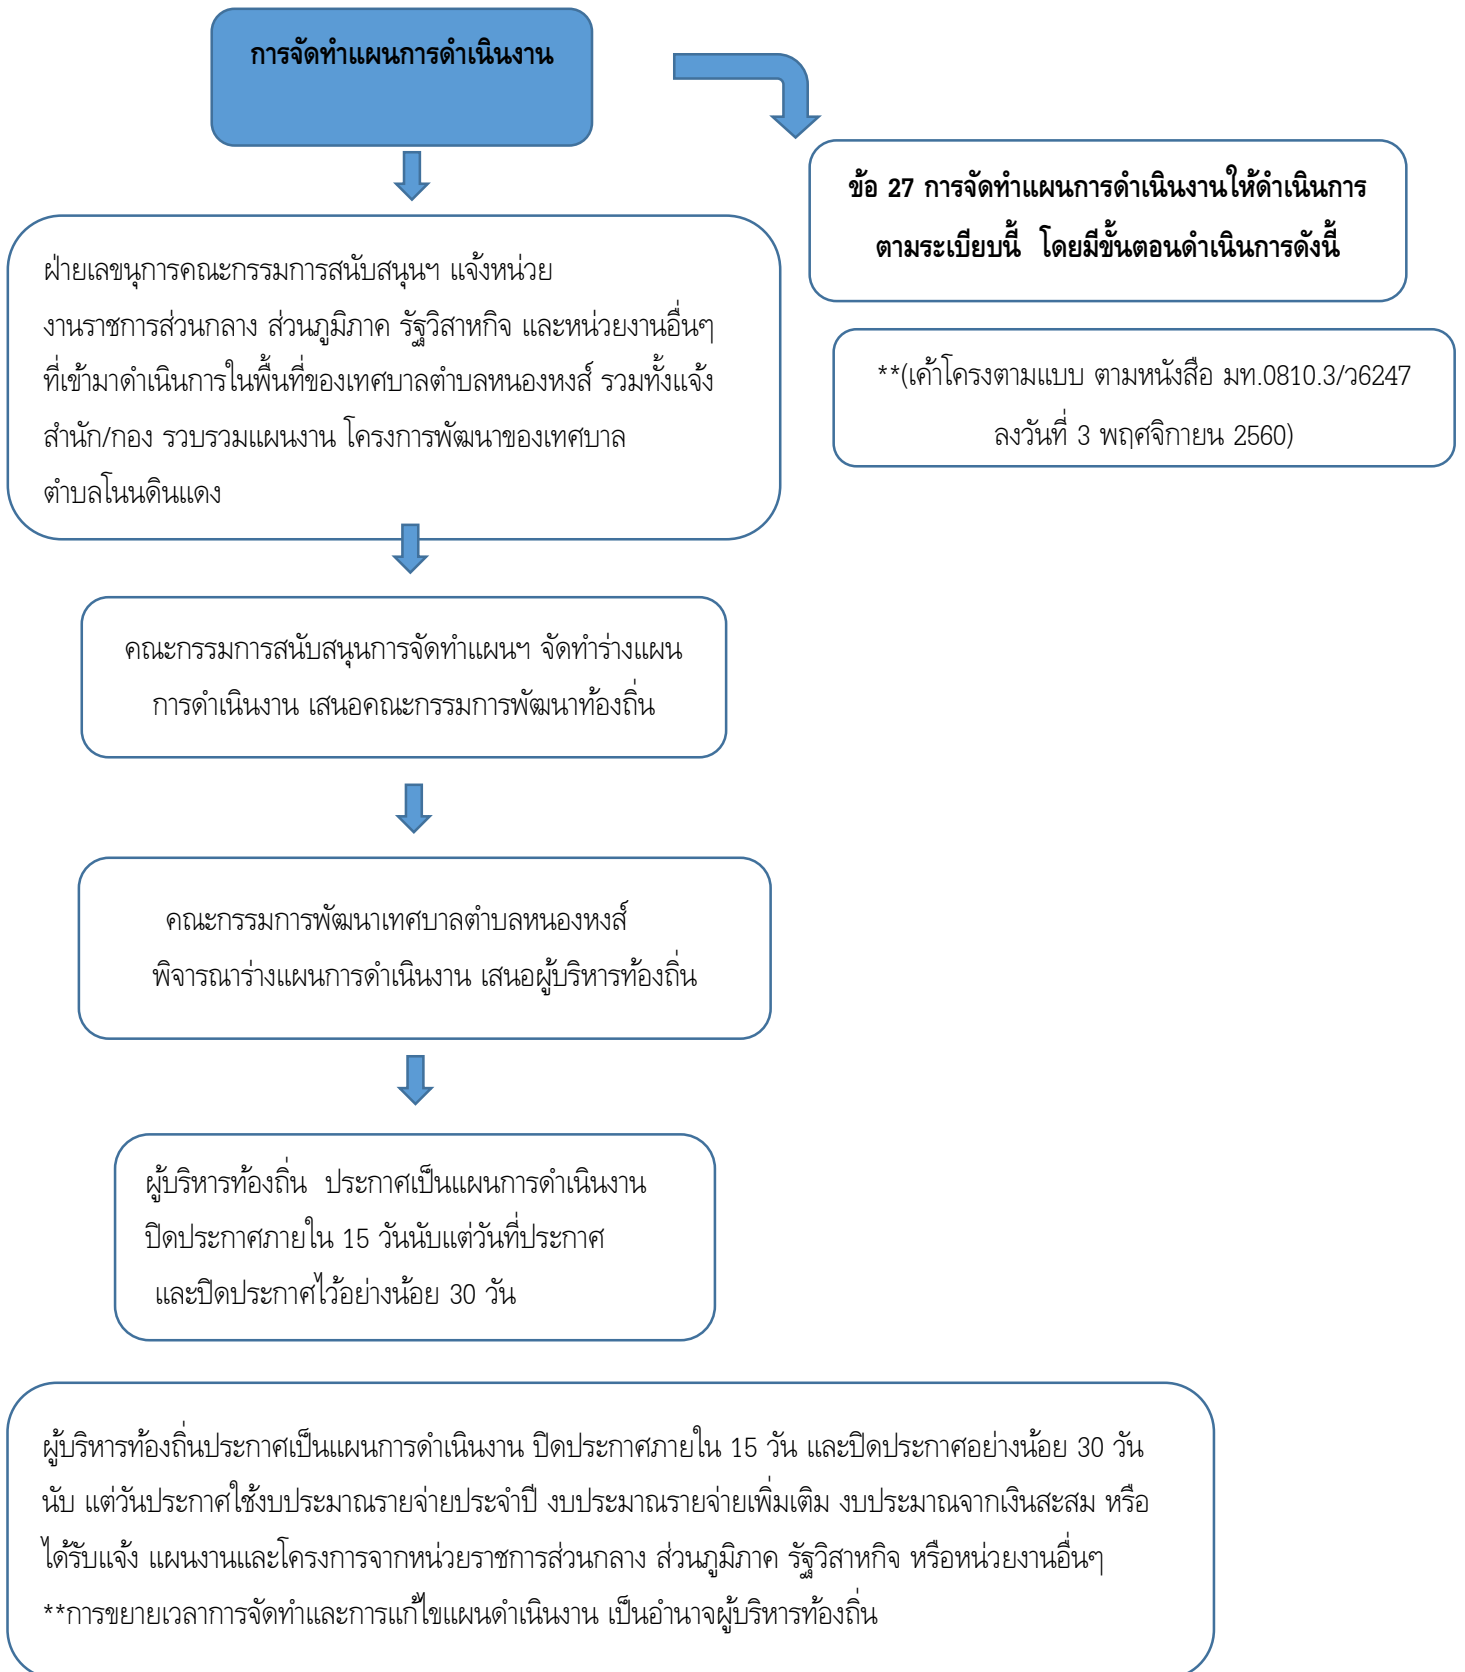 การจัดทำแผนการดำเนินงาน
ข้อ 27 การจัดทำแผนการดำเนินงานให้ดำเนินการ
ตามระเบียบนี้ โดยมีขั้นตอนดำเนินการดังนี้
ฝ่ายเลขนุการคณะกรรมการสนับสนุนฯ แจ้งหน่วย
งานราชการส่วนกลาง ส่วนภูมิภาค รัฐวิสาหกิจ และหน่วยงานอื่นๆ
ที่เข้ามาดำเนินการในพื้นที่ของเทศบาลตำบลหนองหงส์ รวมทั้งแจ้ง
สำนัก/กอง รวบรวมแผนงาน โครงการพัฒนาของเทศบาล
ตำบลโนนดินแดง
**(เค้าโครงตามแบบ ตามหนังสือ มท.0810.3/ว6247
ลงวันที่ 3 พฤศจิกายน 2560)
คณะกรรมการสนับสนุนการจัดทำแผนฯ จัดทำร่างแผน
การดำเนินงาน เสนอคณะกรรมการพัฒนาท้องถิ่น
คณะกรรมการพัฒนาเทศบาลตำบลหนองหงส์
พิจารณาร่างแผนการดำเนินงาน เสนอผู้บริหารท้องถิ่น
ผู้บริหารท้องถิ่น ประกาศเป็นแผนการดำเนินงาน
ปิดประกาศภายใน 15 วันนับแต่วันที่ประกาศ
และปิดประกาศไว้อย่างน้อย 30 วัน
ผู้บริหารท้องถิ่นประกาศเป็นแผนการดำเนินงาน ปิดประกาศภายใน 15 วัน และปิดประกาศอย่างน้อย 30 วัน
นับ แต่วันประกาศใช้งบประมาณรายจ่ายประจำปี งบประมาณรายจ่ายเพิ่มเติม งบประมาณจากเงินสะสม หรือ
ได้รับแจ้ง แผนงานและโครงการจากหน่วยราชการส่วนกลาง ส่วนภูมิภาค รัฐวิสาหกิจ หรือหน่วยงานอื่นๆ
**การขยายเวลาการจัดทำและการแก้ไขแผนดำเนินงาน เป็นอำนาจผู้บริหารท้องถิ่น